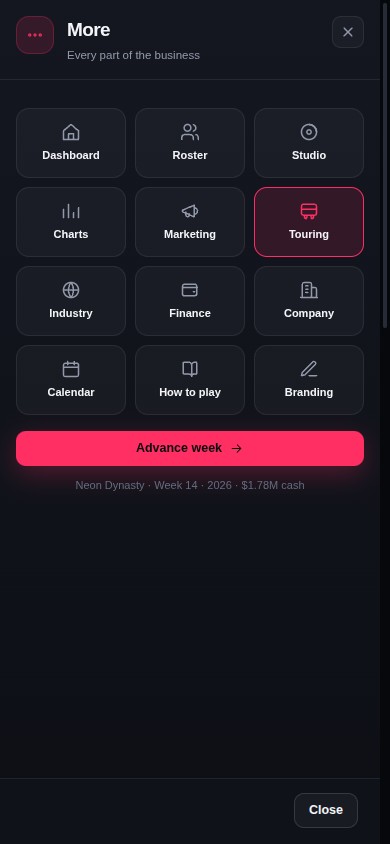 More
Every part of the business
Dashboard
Roster
Studio
Charts
Marketing
Touring
Industry
Finance
Company
Calendar
How to play
Branding
Advance week →
Neon Dynasty · Week 14 · 2026 · $1.78M cash
Close